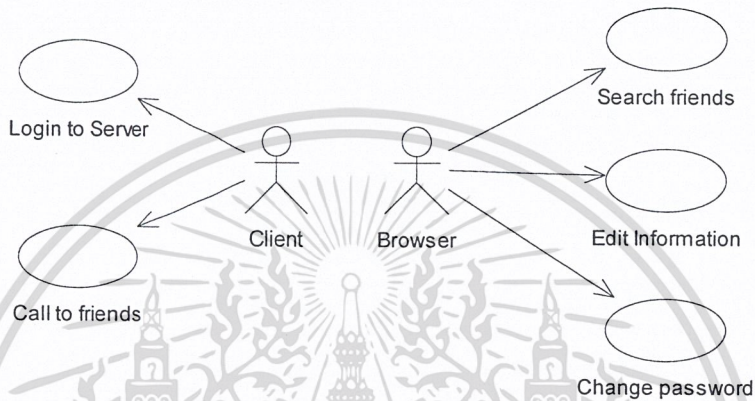 Search friends
Login to Server
Client
Browser
Edit Information
Call to friends
Change password